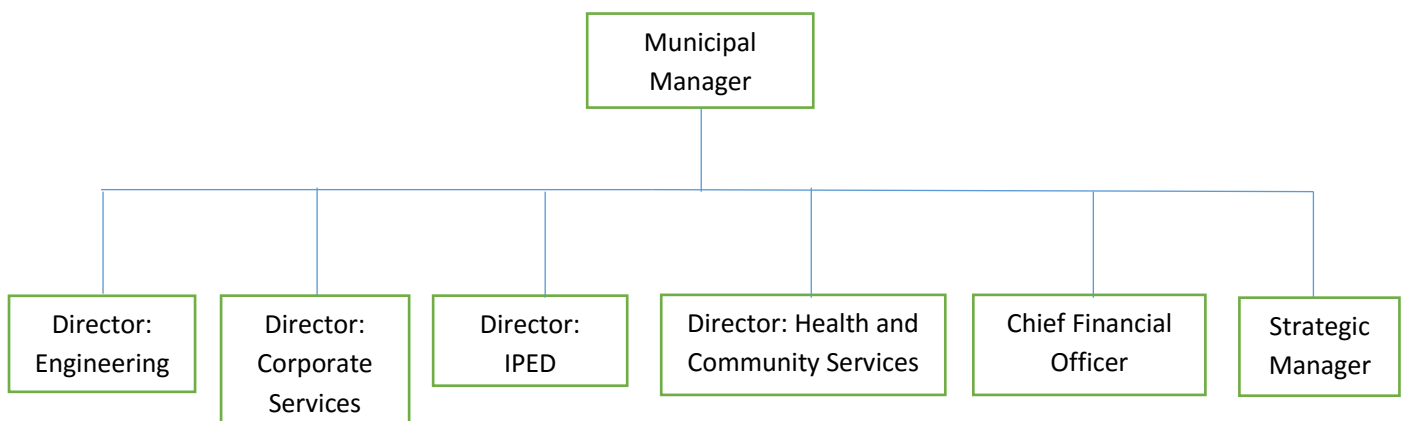 Municipal
Manager
Director:
Engineering
Director:
Corporate
Services
Director:
IPED
Director: Health and
Community Services
Chief Financial
Officer
Strategic
Manager